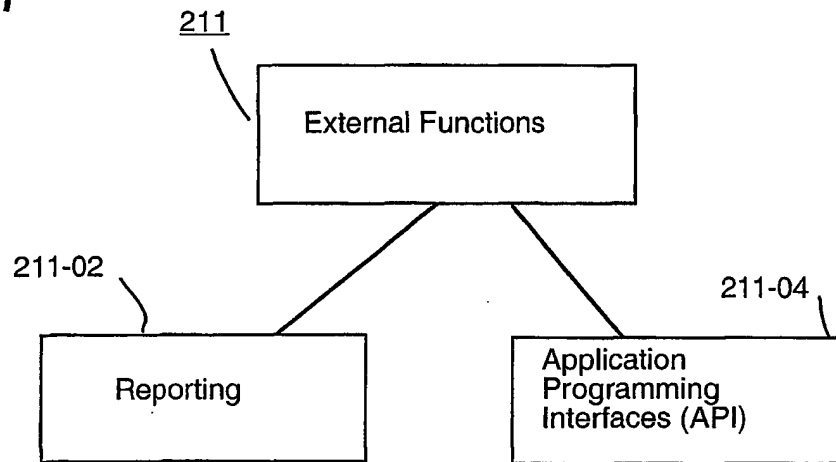 211
External Functions
211-02
211-04
Reporting
Application
Programming
Interfaces (API)